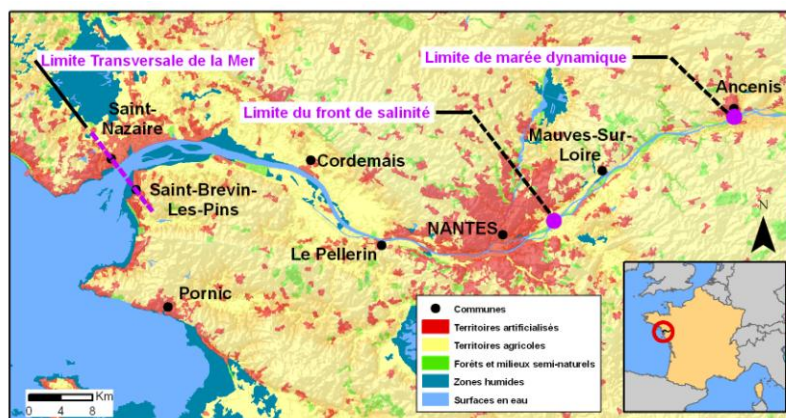 Limite Transversale de la Mer
Limite de marée dynamique
Ancenis
Limite du front de salinité
Saint-
Nazaire
Mauves-Sur-
Loire
Cordemais
Saint-Brevin-
Les-Pins
NANTES
N
Le Pellerin
Pornic
Communes
Territoires artificialisés
Territoires agricoles
Forêts et milieux semi-naturels
Zones humides
Surfaces en eau
Km
0 4 8